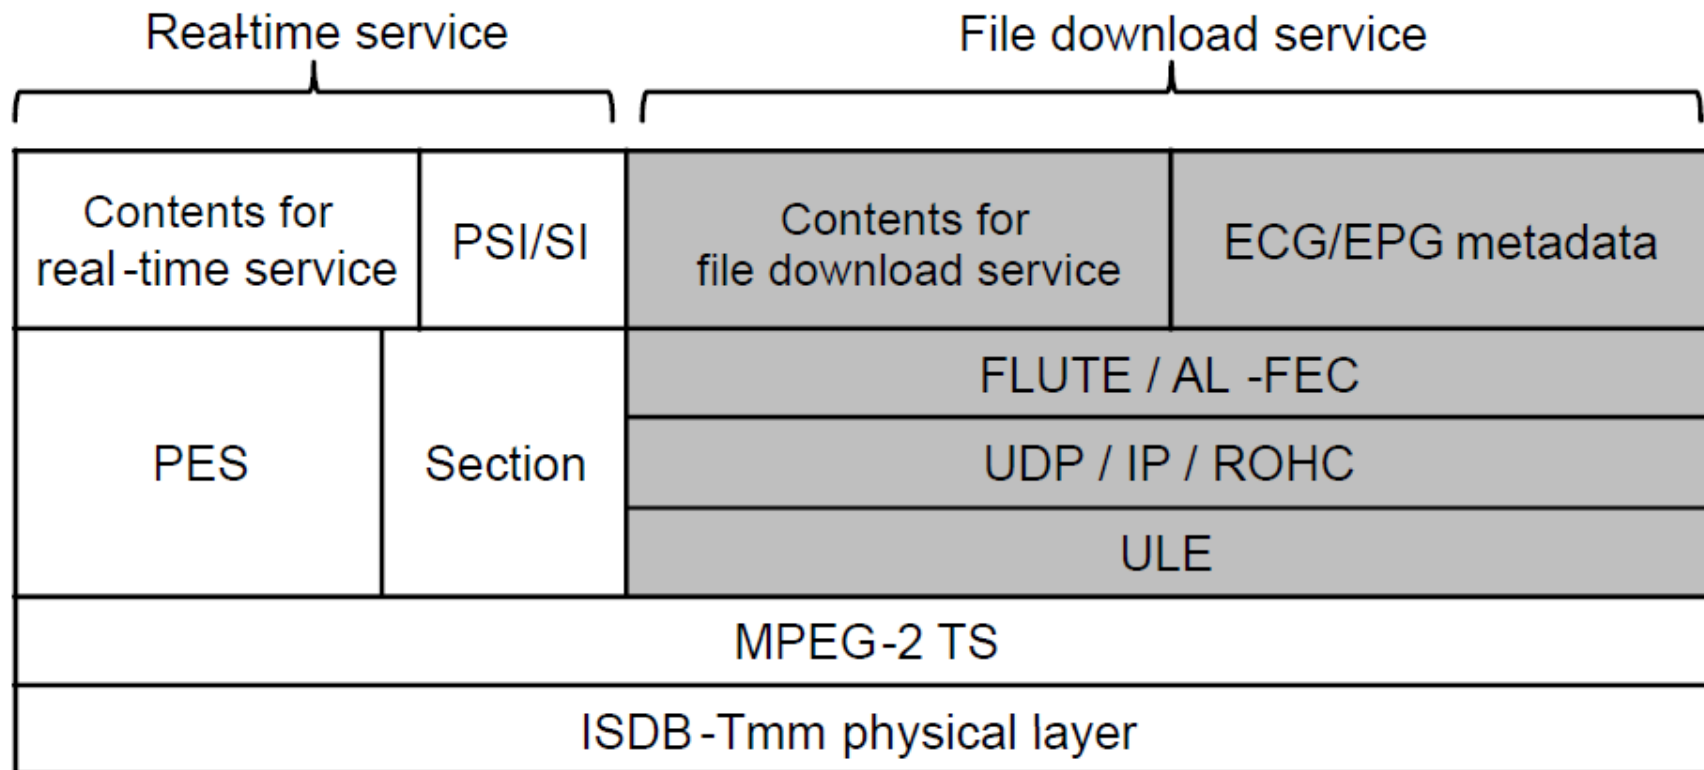 Real-time service
File download service
Contents for
real-time service
PSI/SI
Contents for
file download service
ECG/EPG metadata
PES
Section
FLUTE / AL -FEC
UDP / IP / ROHC
ULE
MPEG-2 TS
ISDB-Tmm physical layer